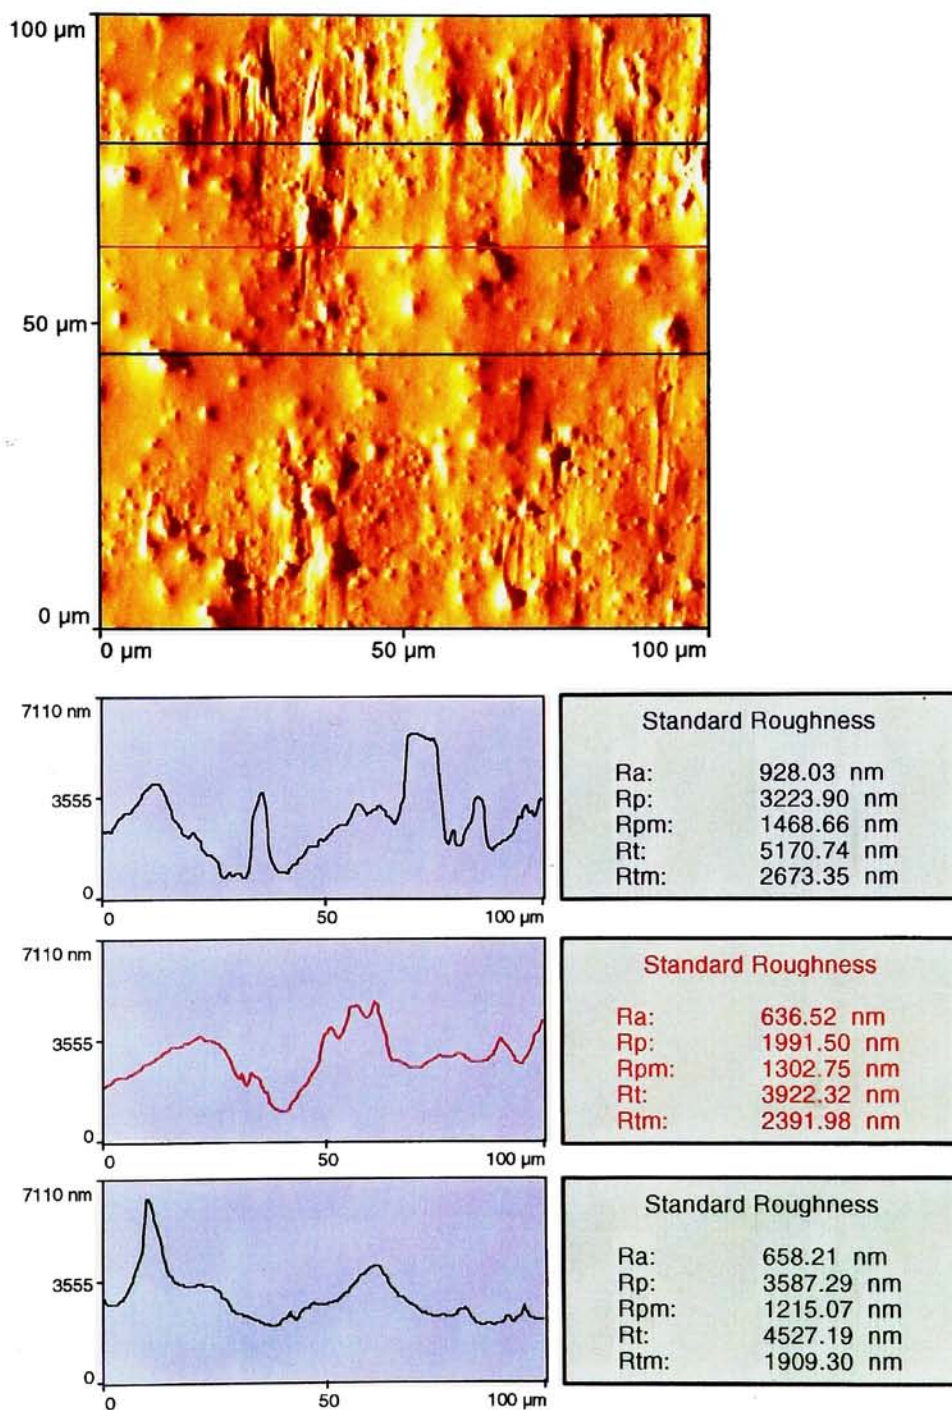 100 µm
50 µm
0 µm
0 µm 50 µm 100 µm
7110 nm
3555
0
0 50 100 µm
Standard Roughness
Ra: 928.03 nm
Rp: 3223.90 nm
Rpm: 1468.66 nm
Rt: 5170.74 nm
Rtm: 2673.35 nm
7110 nm
3555
0
0 50 100 µm
Standard Roughness
Ra: 636.52 nm
Rp: 1991.50 nm
Rpm: 1302.75 nm
Rt: 3922.32 nm
Rtm: 2391.98 nm
7110 nm
3555
0
0 50 100 µm
Standard Roughness
Ra: 658.21 nm
Rp: 3587.29 nm
Rpm: 1215.07 nm
Rt: 4527.19 nm
Rtm: 1909.30 nm